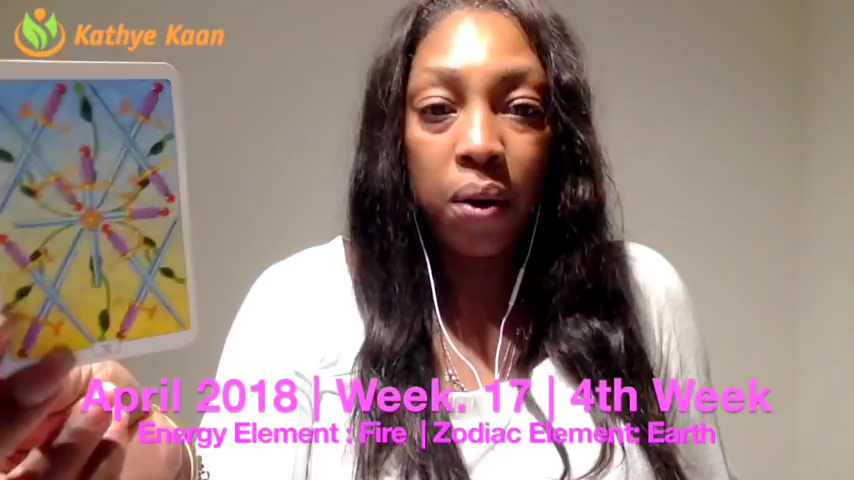 Kathye Kaan
April 2018 | Week. 17 | 4th Week
Energy Element : Fire | Zodiac Element: Earth